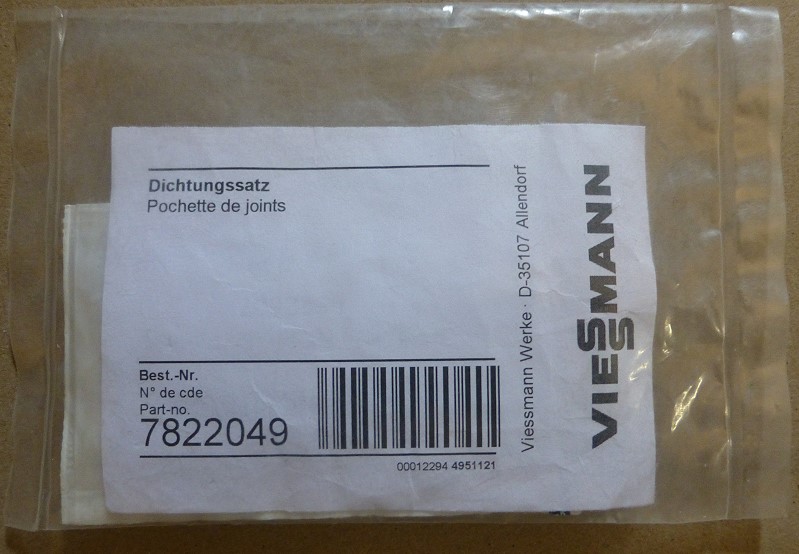 Dichtungssatz
Pochette de joints
Best.-Nr.
N° de cde
Part-no.
7822049
00012294 4951121
Viessmann Werke · D-35107 Allendorf
VIESSMANN